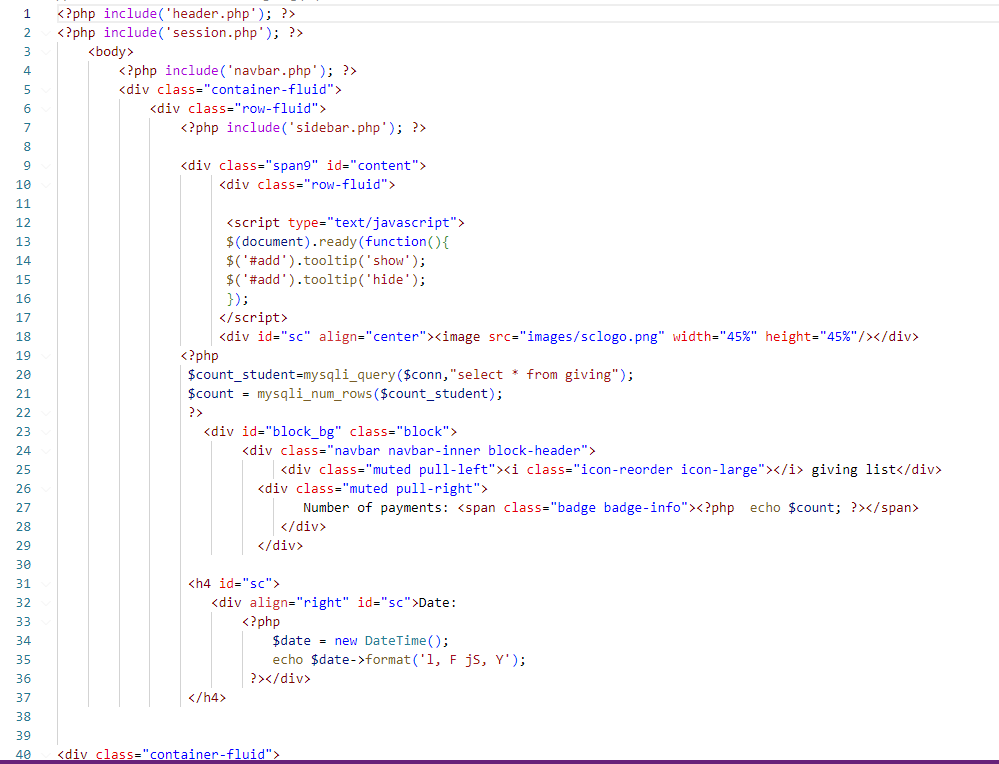 1 <?php include('header.php'); ?>
2 <?php include('session.php'); ?>
3 <body>
4 <?php include('navbar.php'); ?>
5 <div class="container-fluid">
6 <div class="row-fluid">
7 <?php include('sidebar.php'); ?>
8
9 <div class="span9" id="content">
10 <div class="row-fluid">
11
12 <script type="text/javascript">
13 $(document).ready(function(){
14 $('#add').tooltip('show');
15 $('#add').tooltip('hide');
16 });
17 </script>
18 <div id="sc" align="center"><image src="images/sclogo.png" width="45%" height="45%"/></div>
19 <?php
20 $count_student=mysqli_query($conn,"select * from giving");
21 $count = mysqli_num_rows($count_student);
22 ?>
23 <div id="block_bg" class="block">
24 <div class="navbar navbar-inner block-header">
25 <div class="muted pull-left"><i class="icon-reorder icon-large"></i> giving list</div>
26 <div class="muted pull-right">
27 Number of payments: <span class="badge badge-info"><?php  echo $count; ?></span>
28 </div>
29 </div>
30
31 <h4 id="sc">
32 <div align="right" id="sc">Date:
33 <?php
34 $date = new DateTime();
35 echo $date->format('l, F jS, Y');
36 ?></div>
37 </h4>
38
39
40 <div class="container-fluid">